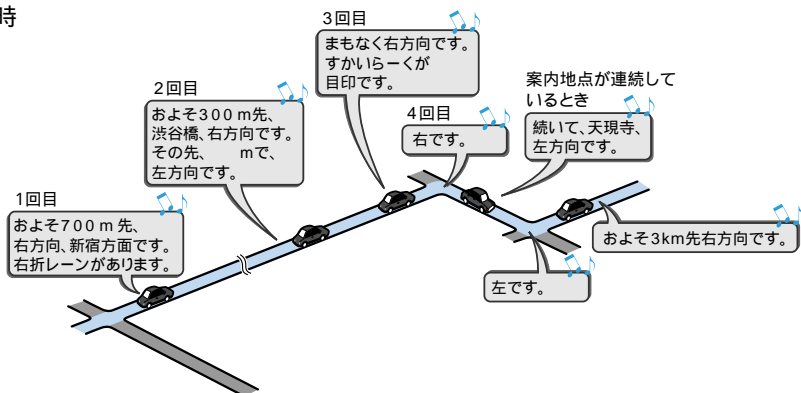 時
3回目
まもなく右方向です。
すかいらーくが
目印です。
2回目
およそ300m先、
渋谷橋、右方向です。
その先、　　mで、
左方向です。
4回目
右です。
案内地点が連続して
いるとき
続いて、天現寺、
左方向です。
1回目
およそ700m先、
右方向、新宿方面です。
右折レーンがあります。
左です。
およそ3km先右方向です。